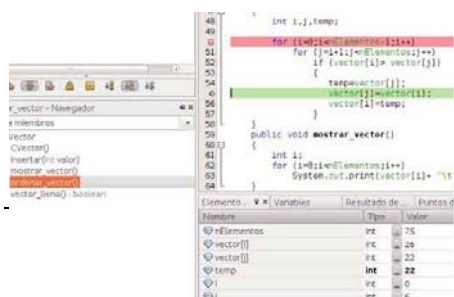 48
49 int i,j,temp;
for (i=0;i<nElementos-1;i++)
51 for (j=i+1;j<nElementos;j++)
52 if (vector[i]> vector[j])
53 {
54 temp=vector[j];
vector[j]=vector[i];
56 vector[i]=temp;
57 }
58 }
59 public void mostrar_vector()
60 {
61 int i;
62 for (i=0;i<nElementos;i++)
63 System.out.print(vector[i]+ "\t
64 }
r_vector - Navegador
e miembros
Vector
CVector()
insertar(int valor)
mostrar_vector()
ordenar_vector()
vector_lleno() : boolean
Elemento... Variables Resultado de... Puntos d
Nombre Tipo Valor
nElementos int 75
vector[i] int 26
vector[j] int 22
temp int 22
i int 0
int 6